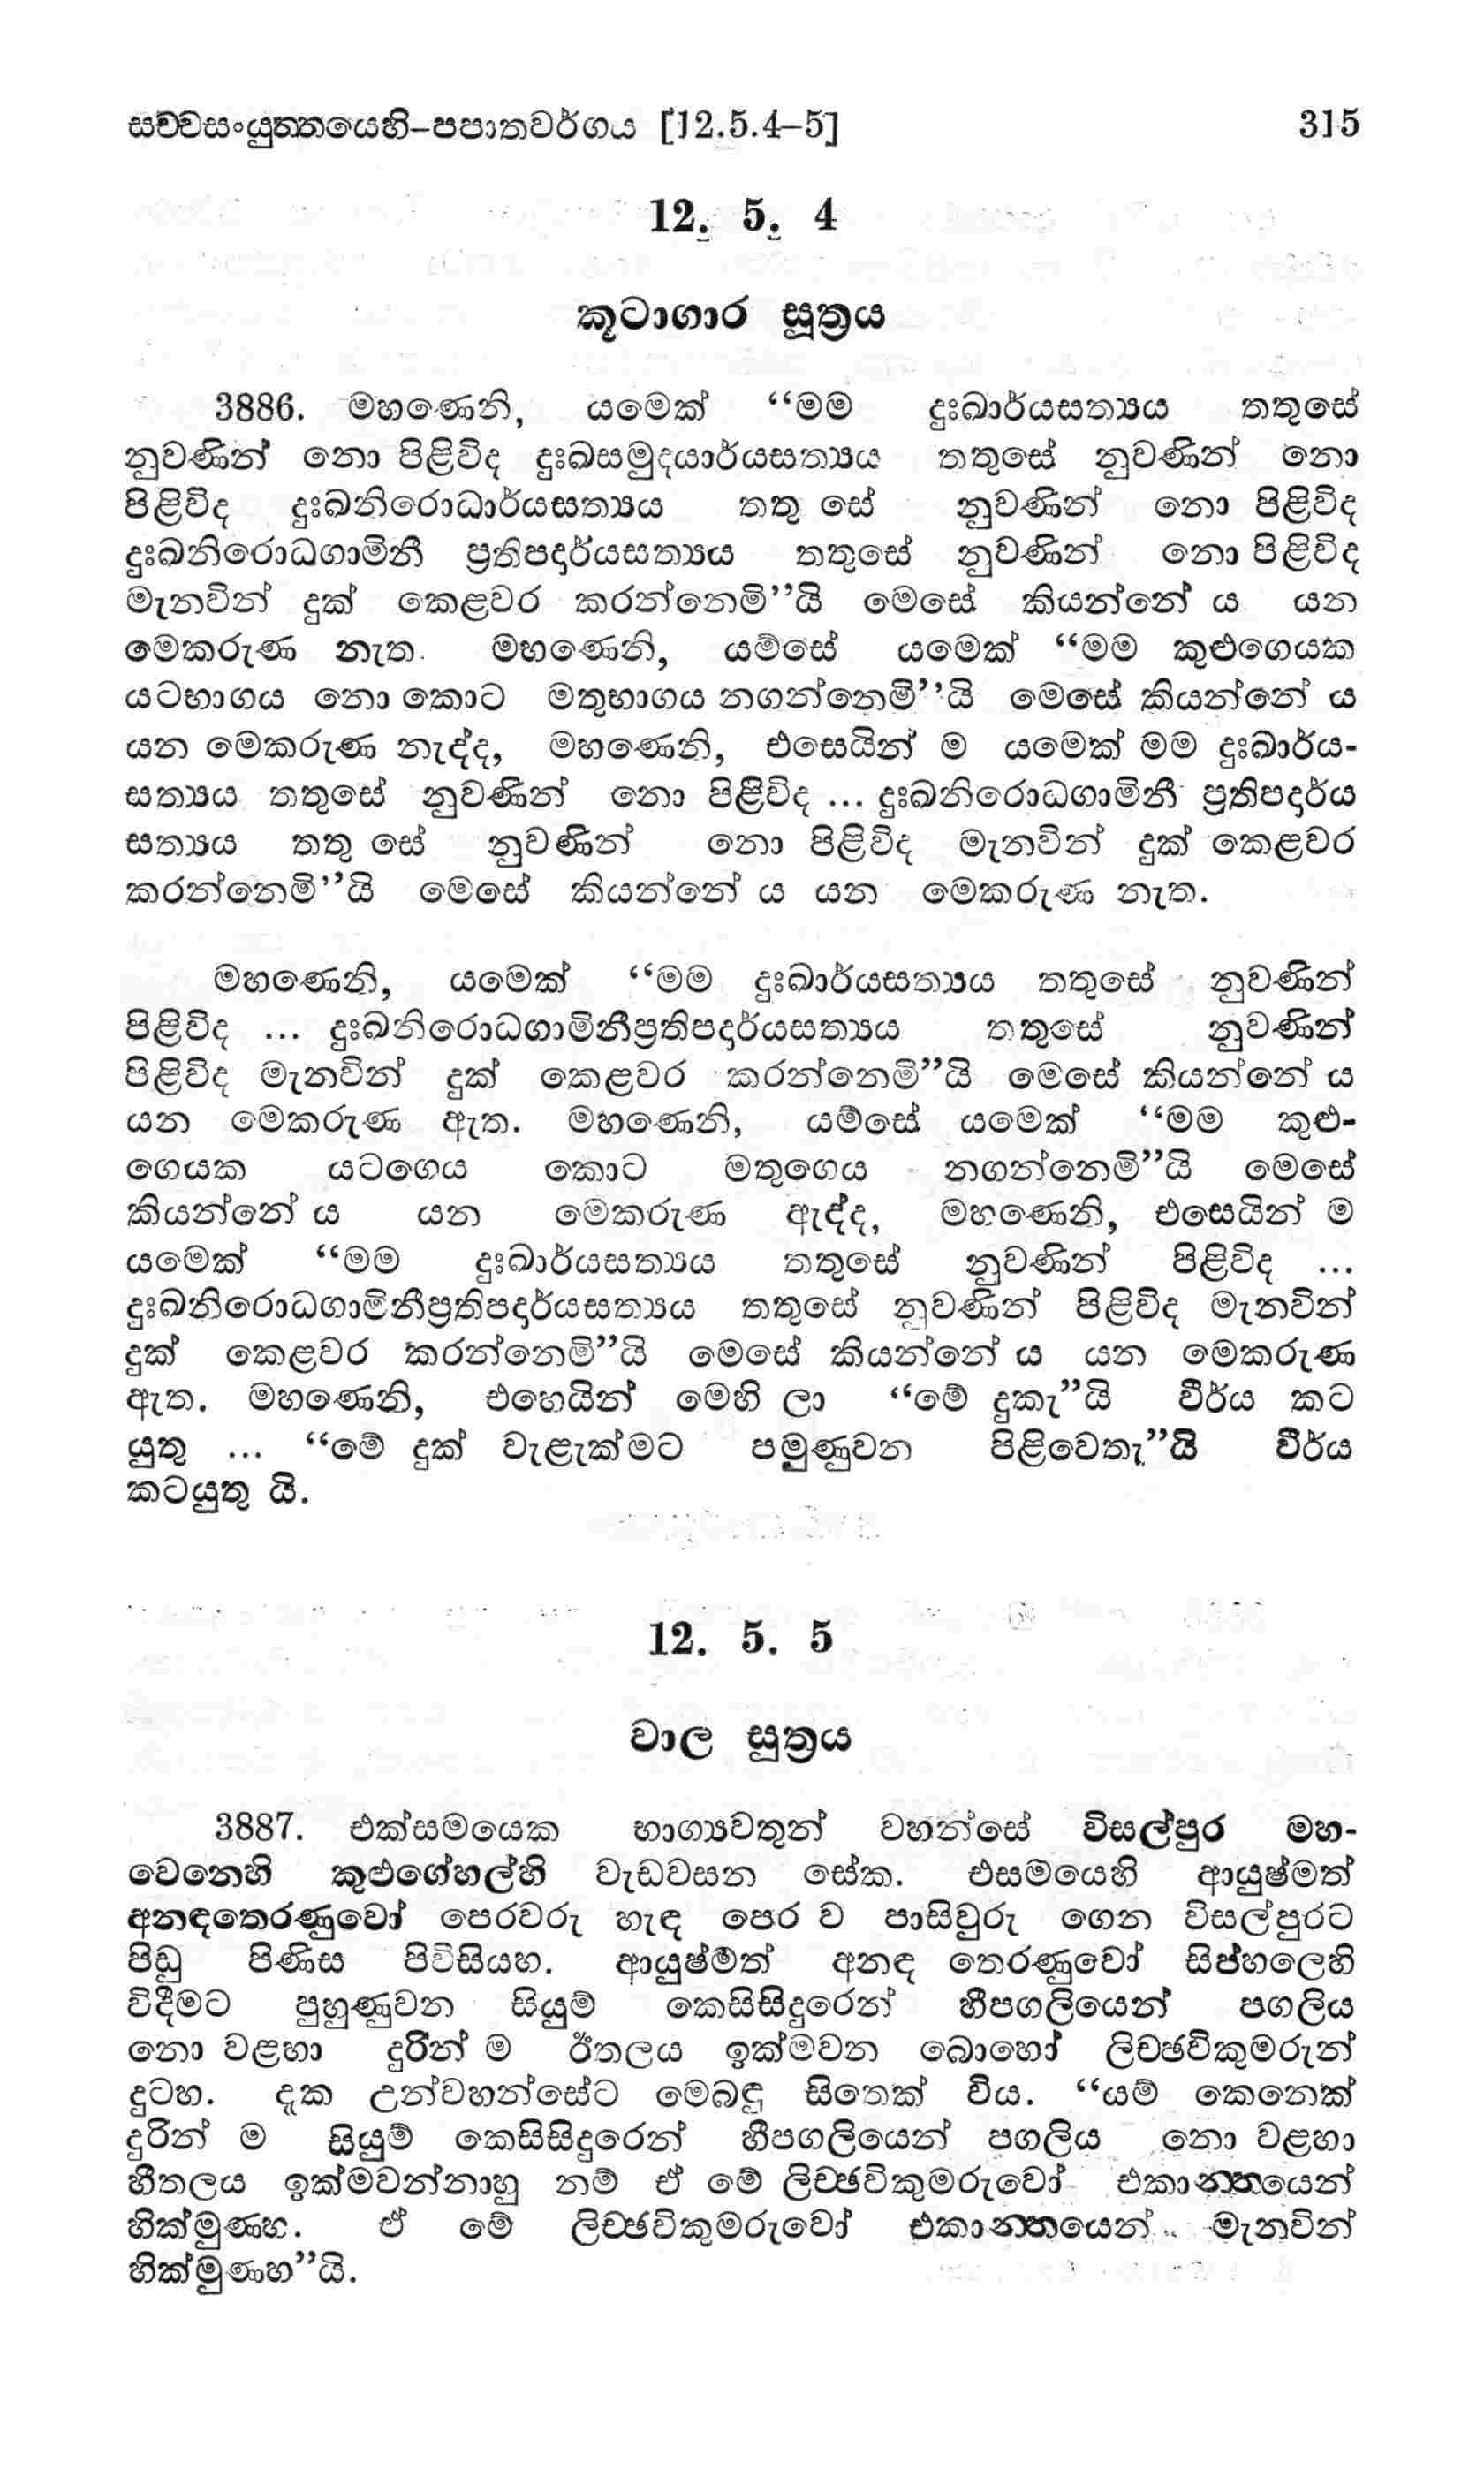 සච්චසංයුත්තයෙහි–පපාතවර්ගය [12.5.4–5] 315
12. 5. 4
කූටාගාර සූත්‍රය
3886. මහණෙනි, යමෙක් “මම දුඃඛාර්යසත්‍යය තතුසේ
නුවණින් නො පිළිවිද දුඃඛසමුදයාර්යසත්‍යය තතුසේ නුවණින් නො
පිළිවිද දුඃඛනිරොධාර්යසත්‍යය තතු සේ නුවණින් නො පිළිවිද
දුඃඛනිරොධගාමිනී ප්‍රතිපදාර්යසත්‍යය තතුසේ නුවණින් නො පිළිවිද
මැනවින් දුක් කෙළවර කරන්නෙමි”යි මෙසේ කියන්නේ ය යන
මෙකරුණ නැත. මහණෙනි, යම්සේ යමෙක් “මම කුළුගෙයක
යටභාගය නො කොට මතුභාගය නගන්නෙමි”යි මෙසේ කියන්නේ ය
යන මෙකරුණ නැද්ද, මහණෙනි, එසෙයින් ම යමෙක් මම දුඃඛාර්ය-
සත්‍යය තතුසේ නුවණින් නො පිළිවිද ... දුඃඛනිරොධගාමිනී ප්‍රතිපදාර්ය
සත්‍යය තතු සේ නුවණින් නො පිළිවිද මැනවින් දුක් කෙළවර
කරන්නෙමි”යි මෙසේ කියන්නේ ය යන මෙකරුණ නැත.
මහණෙනි, යමෙක් “මම දුඃඛාර්යසත්‍යය තතුසේ නුවණින්
පිළිවිද ... දුඃඛනිරොධගාමිනීප්‍රතිපදාර්යසත්‍යය තතුසේ නුවණින්
පිළිවිද මැනවින් දුක් කෙළවර කරන්නෙමි”යි මෙසේ කියන්නේ ය
යන මෙකරුණ ඇත. මහණෙනි, යම්සේ යමෙක් “මම කුළු-
ගෙයක යටගෙය කොට මතුගෙය නගන්නෙමි”යි මෙසේ
කියන්නේ ය යන මෙකරුණ ඇද්ද, මහණෙනි, එසෙයින් ම
යමෙක් “මම දුඃඛාර්යසත්‍යය තතුසේ නුවණින් පිළිවිද ...
දුඃඛනිරොධගාමිනීප්‍රතිපදාර්යසත්‍යය තතුසේ නුවණින් පිළිවිද මැනවින්
දුක් කෙළවර කරන්නෙමි”යි මෙසේ කියන්නේ ය යන මෙකරුණ
ඇත. මහණෙනි, එහෙයින් මෙහි ලා “මේ දුකැ”යි වීර්ය කට
යුතු ... “මේ දුක් වැළැක්මට පමුණුවන පිළිවෙතැ”යි වීර්ය
කටයුතු යි.
12. 5. 5
වාල සූත්‍රය
3887. එක්සමයෙක භාග්‍යවතුන් වහන්සේ විසල්පුර මහ-
වෙනෙහි කුළුගේහල්හි වැඩවසන සේක. එසමයෙහි ආයුෂ්මත්
අනඳතෙරණුවෝ පෙරවරු හැඳ පෙර ව පාසිවුරු ගෙන විසල්පුරට
පිඬු පිණිස පිවිසියහ. ආයුෂ්මත් අනඳ තෙරණුවෝ සිප්හලෙහි
විදීමට පුහුණුවන සියුම් කෙසිසිදුරෙන් හීපගලියෙන් පගලිය
නො වළහා දුරින් ම ඊතලය ඉක්මවන බොහෝ ලිච්ඡවිකුමරුන්
දුටහ. දැක උන්වහන්සේට මෙබඳු සිතෙක් විය. “යම් කෙනෙක්
දුරින් ම සියුම් කෙසිසිදුරෙන් හීපගලියෙන් පගලිය නො වළහා
හීතලය ඉක්මවන්නාහු නම් ඒ මේ ලිච්ඡවිකුමරුවෝ එකාන්තයෙන්
හික්මුණහ. ඒ මේ ලිච්ඡවිකුමරුවෝ එකාන්තයෙන් මැනවින්
හික්මුණහ”යි.